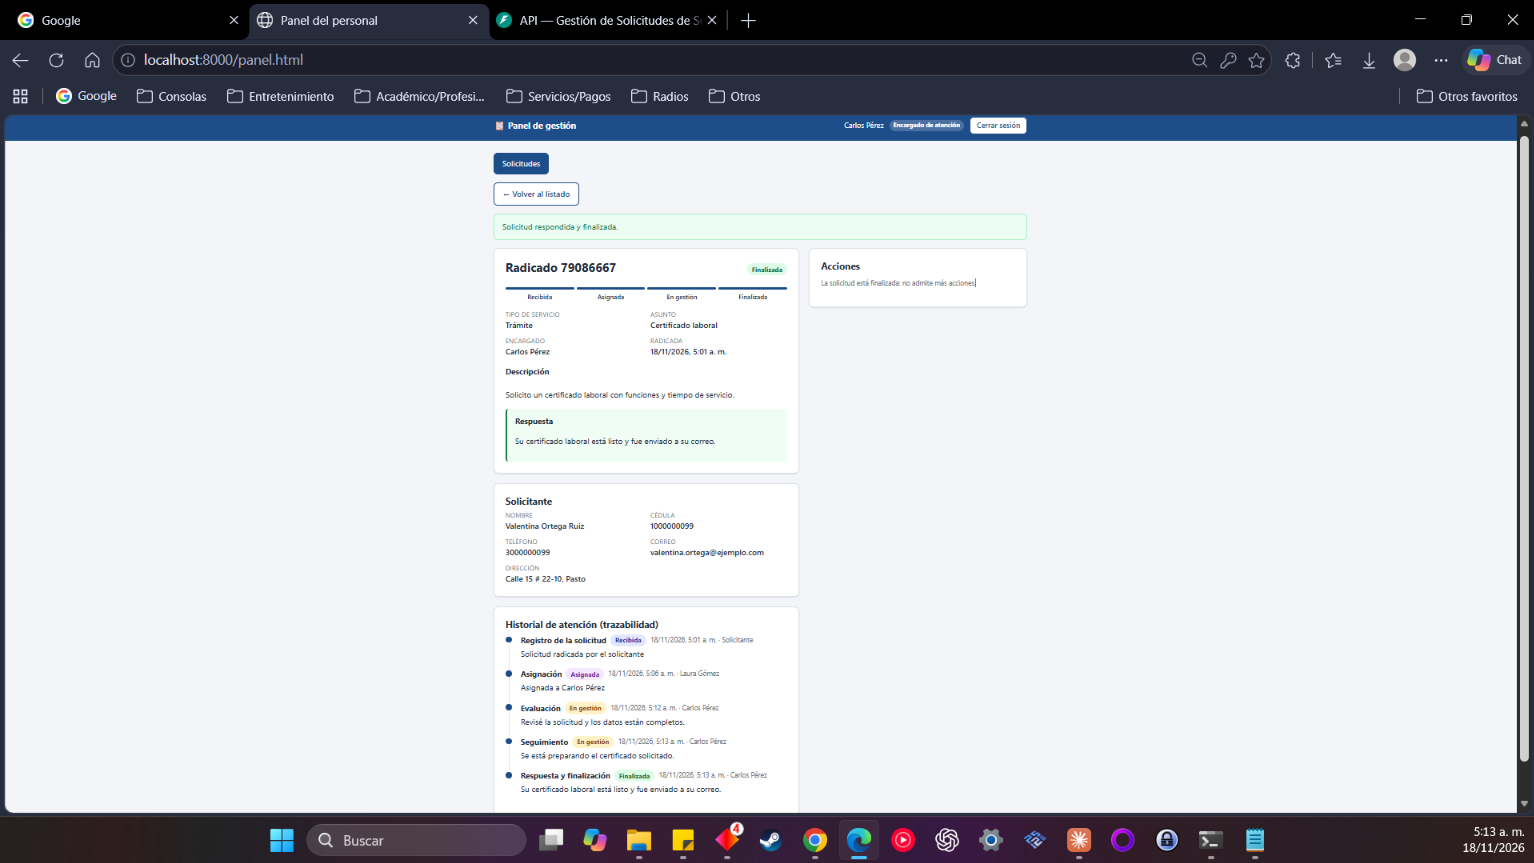 Google
Panel del personal
API — Gestión de Solicitudes de S
localhost:8000/panel.html
Chat
Google
Consolas
Entretenimiento
Académico/Profesi...
Servicios/Pagos
Radios
Otros
Otros favoritos
Panel de gestión
Carlos Pérez
Encargado de atención
Cerrar sesión
Solicitudes
← Volver al listado
Solicitud respondida y finalizada.
Radicado 79086667
Finalizada
Recibida
Asignada
En gestión
Finalizada
TIPO DE SERVICIO
Trámite
ASUNTO
Certificado laboral
ENCARGADO
Carlos Pérez
RADICADA
18/11/2026, 5:01 a. m.
Descripción
Solicito un certificado laboral con funciones y tiempo de servicio.
Respuesta
Su certificado laboral está listo y fue enviado a su correo.
Acciones
La solicitud está finalizada: no admite más acciones.
Solicitante
NOMBRE
Valentina Ortega Ruiz
CÉDULA
1000000099
TELÉFONO
3000000099
CORREO
valentina.ortega@ejemplo.com
DIRECCIÓN
Calle 15 # 22-10, Pasto
Historial de atención (trazabilidad)
Registro de la solicitud Recibida 18/11/2026, 5:01 a. m. · Solicitante
Solicitud radicada por el solicitante
Asignación Asignada 18/11/2026, 5:06 a. m. · Laura Gómez
Asignada a Carlos Pérez
Evaluación En gestión 18/11/2026, 5:12 a. m. · Carlos Pérez
Revisé la solicitud y los datos están completos.
Seguimiento En gestión 18/11/2026, 5:13 a. m. · Carlos Pérez
Se está preparando el certificado solicitado.
Respuesta y finalización Finalizada 18/11/2026, 5:13 a. m. · Carlos Pérez
Su certificado laboral está listo y fue enviado a su correo.
Buscar
4
5:13 a. m.
18/11/2026